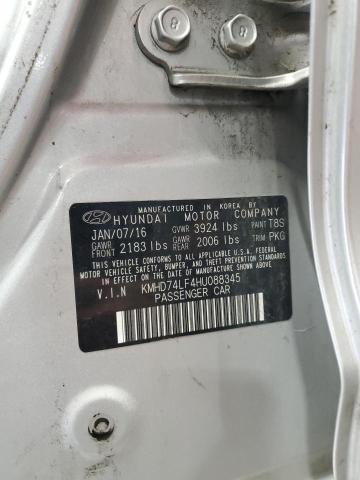 MANUFACTURED IN KOREA BY
HYUNDAI MOTOR COMPANY
JAN/07/16 GVWR 3924 lbs PAINT T8S
GAWR FRONT 2183 lbs GAWR REAR 2006 lbs TRIM PKG
THIS VEHICLE CONFORMS TO ALL APPLICABLE U.S.A FEDERAL
MOTOR VEHICLE SAFETY, BUMPER, AND THEFT PREVENTION
STANDARDS IN EFFECT ON THE DATE OF MANUFACTURE SHOWN ABOVE.
V.I.N KMHD74LF4HU088345
PASSENGER CAR